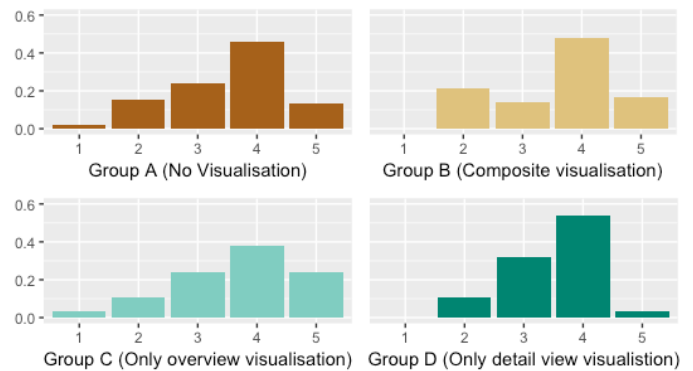 0.6
0.4
0.2
0.0
1 2 3 4 5 1 2 3 4 5
Group A (No Visualisation) Group B (Composite visualisation)
0.6
0.4
0.2
0.0
1 2 3 4 5 1 2 3 4 5
Group C (Only overview visualisation) Group D (Only detail view visualistion)